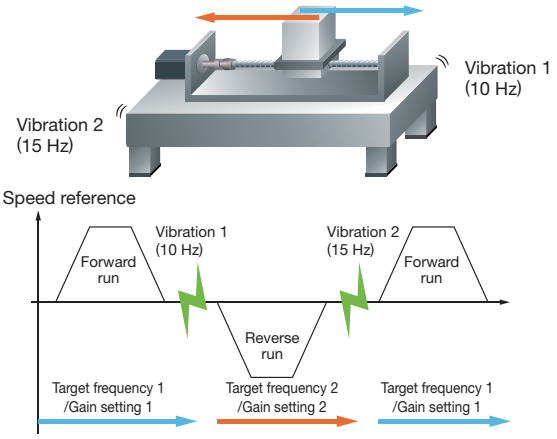 Vibration 1
(10 Hz)
Vibration 2
(15 Hz)
Speed reference
Vibration 1
(10 Hz)
Vibration 2
(15 Hz)
Forward
run
Forward
run
Reverse
run
Target frequency 1
/Gain setting 1
Target frequency 2
/Gain setting 2
Target frequency 1
/Gain setting 1